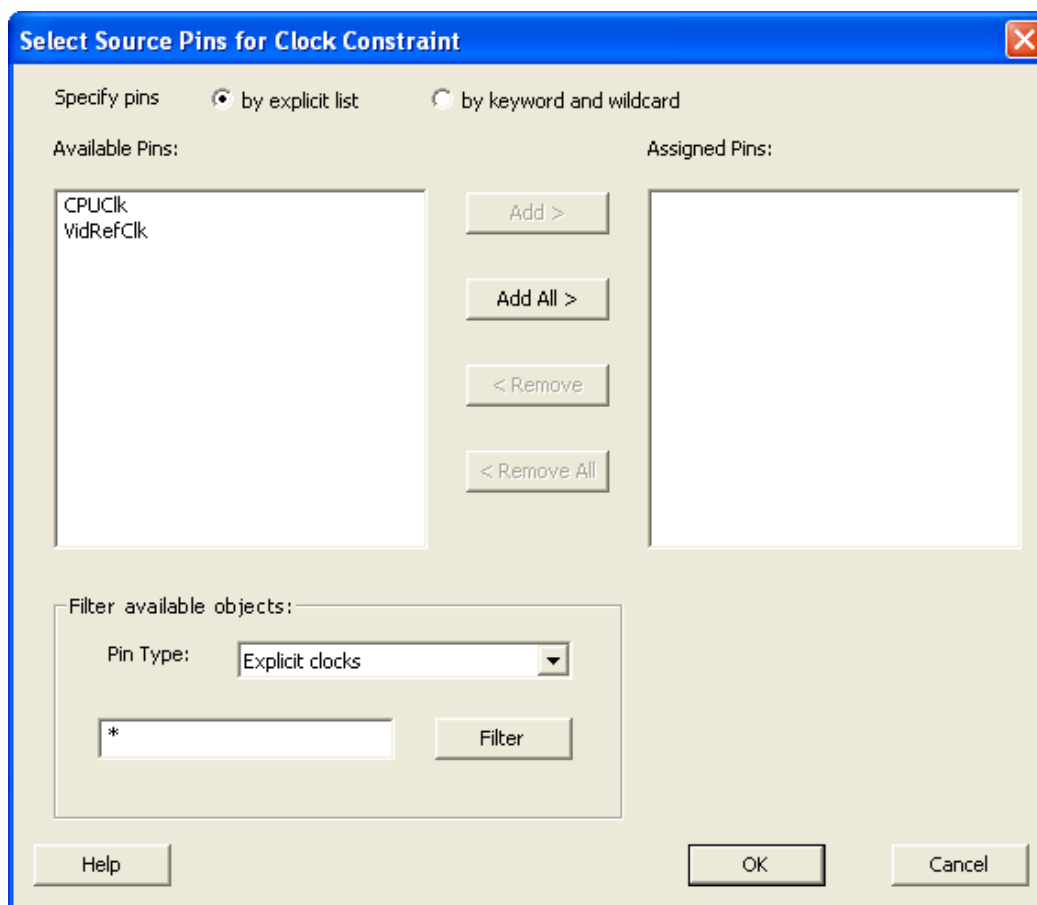 Select Source Pins for Clock Constraint
Specify pins by explicit list by keyword and wildcard
Available Pins: Assigned Pins:
CPUClk
VidRefClk
Add >
Add All >
< Remove
< Remove All
Filter available objects:
Pin Type: Explicit clocks
* Filter
Help OK Cancel